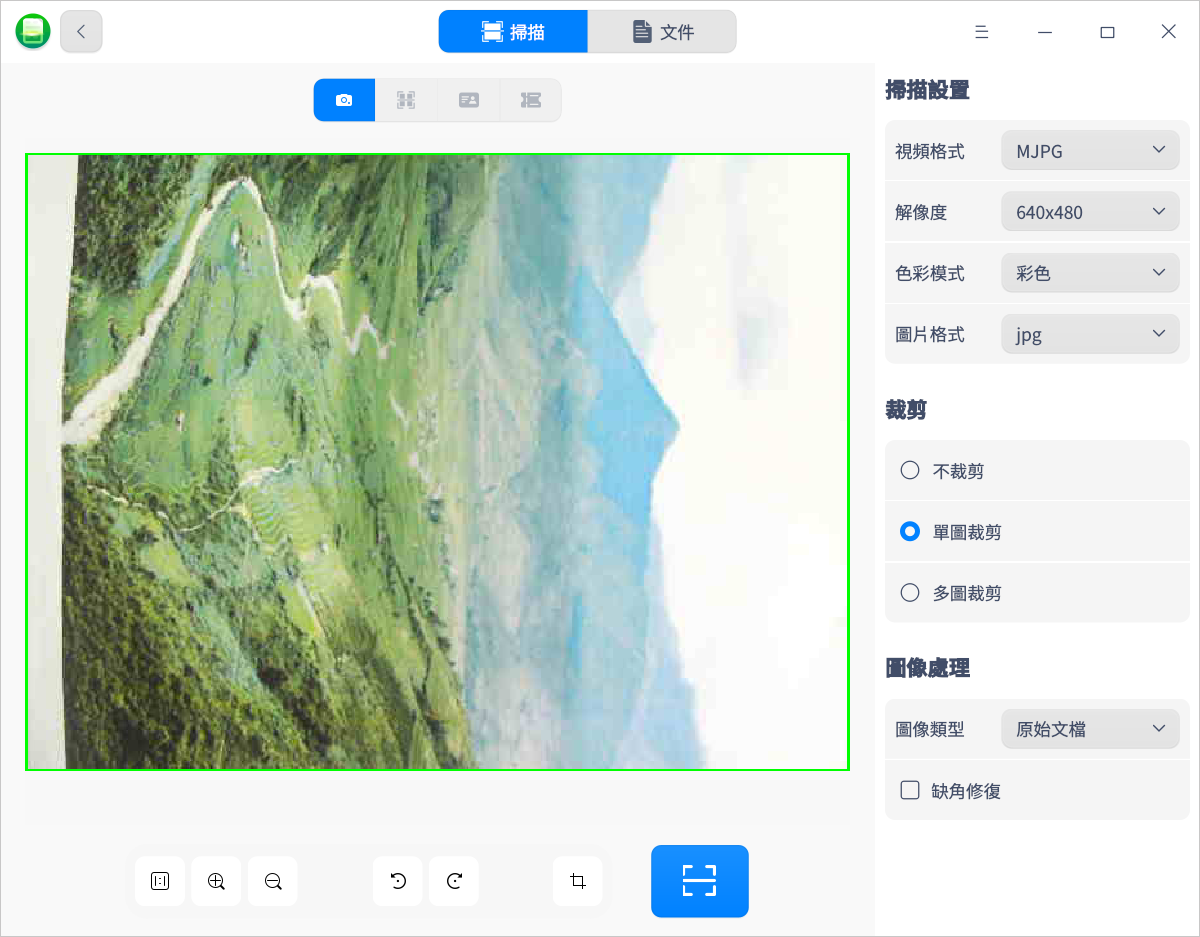 掃描
文件
掃描設置
視頻格式
MJPG
解像度
640x480
色彩模式
彩色
圖片格式
jpg
裁剪
不裁剪
單圖裁剪
多圖裁剪
圖像處理
圖像類型
原始文檔
缺角修復